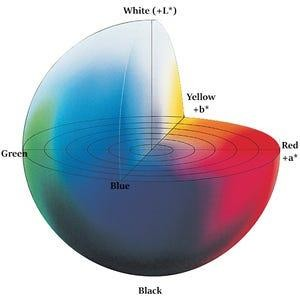 White (+L*)
Yellow
+b*
Green
Red
+a*
Blue
Black